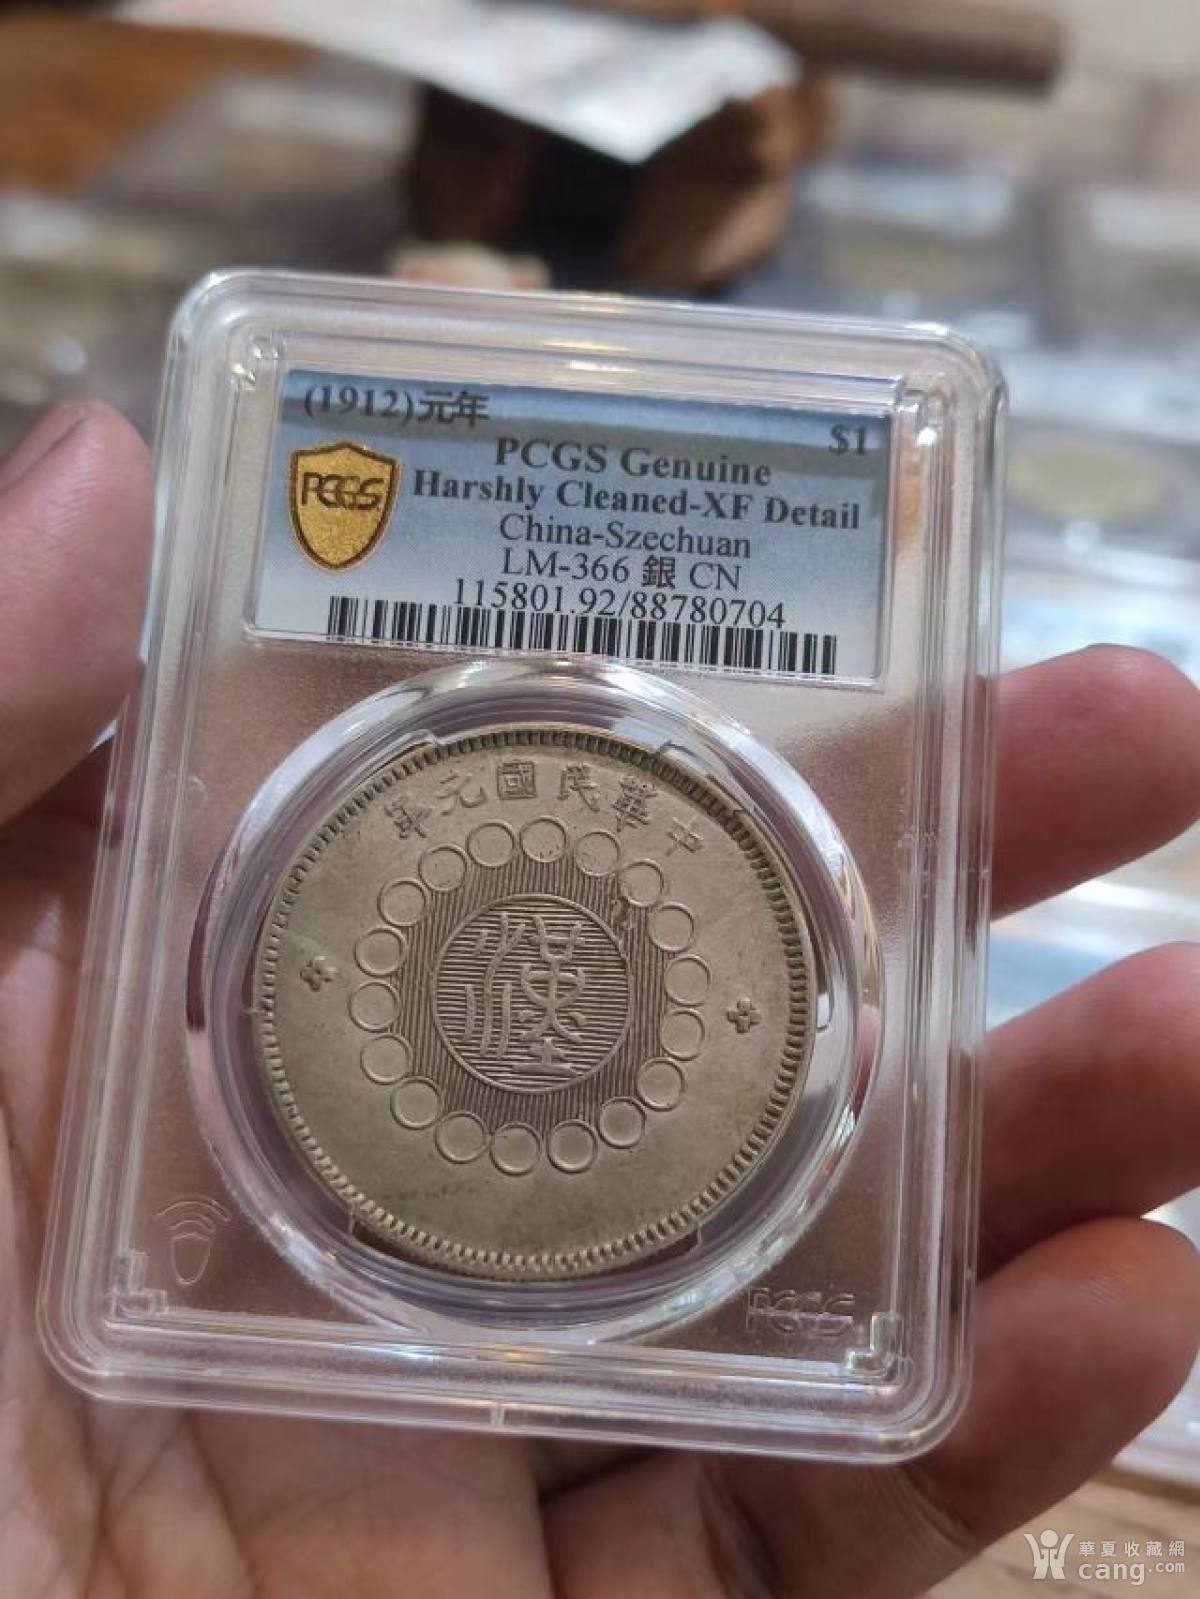 (1912)元年
$1
PCGS
PCGS Genuine
Harshly Cleaned-XF Detail
China-Szechuan
LM-366 銀 CN
115801.92/88780704
年元國民華中
漢
PCGS
華夏收藏網
cang.com